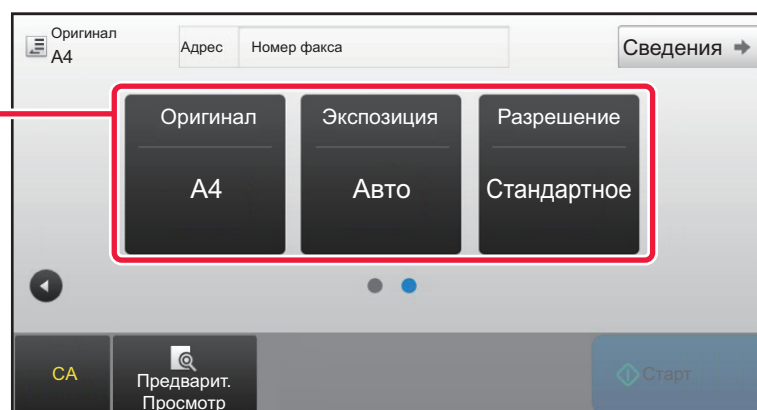 Оригинал
A4
Адрес
Номер факса
Сведения
Оригинал
Экспозиция
Разрешение
A4
Авто
Стандартное
CA
Предварит.
Просмотр
Старт